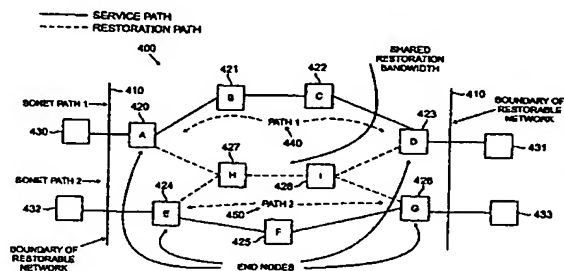 SERVICE PATH
RESTORATION PATH
400
SHARED
RESTORATION
BANDWIDTH
410
421
422
410
SONET PATH 1
420
B
C
423
BOUNDARY OF
RESTORABLE
NETWORK
430
A
PATH 1
440
D
431
427
H
I
428
SONET PATH 2
424
426
432
E
450
PATH 2
G
433
425
F
BOUNDARY OF
RESTORABLE
NETWORK
END NODES